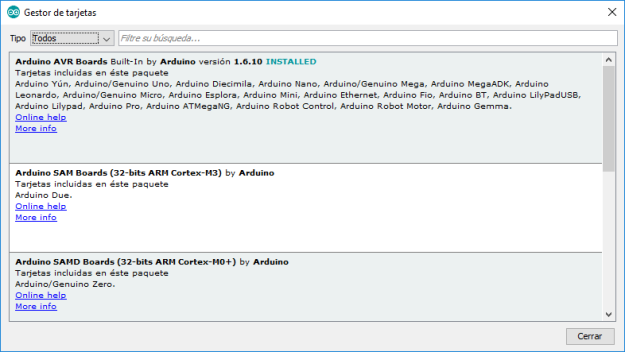 Gestor de tarjetas
Tipo Todos Filtre su búsqueda...
Arduino AVR Boards Built-In by Arduino versión 1.6.10 INSTALLED
Tarjetas incluidas en éste paquete
Arduino Yún, Arduino/Genuino Uno, Arduino Diecimila, Arduino Nano, Arduino/Genuino Mega, Arduino MegaADK, Arduino
Leonardo, Arduino/Genuino Micro, Arduino Esplora, Arduino Mini, Arduino Ethernet, Arduino Fio, Arduino BT, Arduino LilyPadUSB,
Arduino Lilypad, Arduino Pro, Arduino ATMegaNG, Arduino Robot Control, Arduino Robot Motor, Arduino Gemma.
Online help
More info
Arduino SAM Boards (32-bits ARM Cortex-M3) by Arduino
Tarjetas incluidas en éste paquete
Arduino Due.
Online help
More info
Arduino SAMD Boards (32-bits ARM Cortex-M0+) by Arduino
Tarjetas incluidas en éste paquete
Arduino/Genuino Zero.
Online help
More info
Cerrar